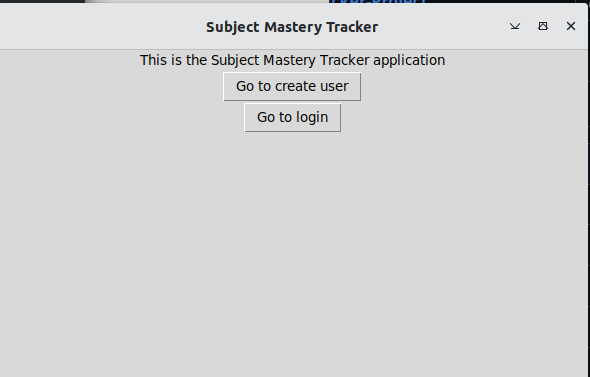 Subject Mastery Tracker
This is the Subject Mastery Tracker application
Go to create user
Go to login